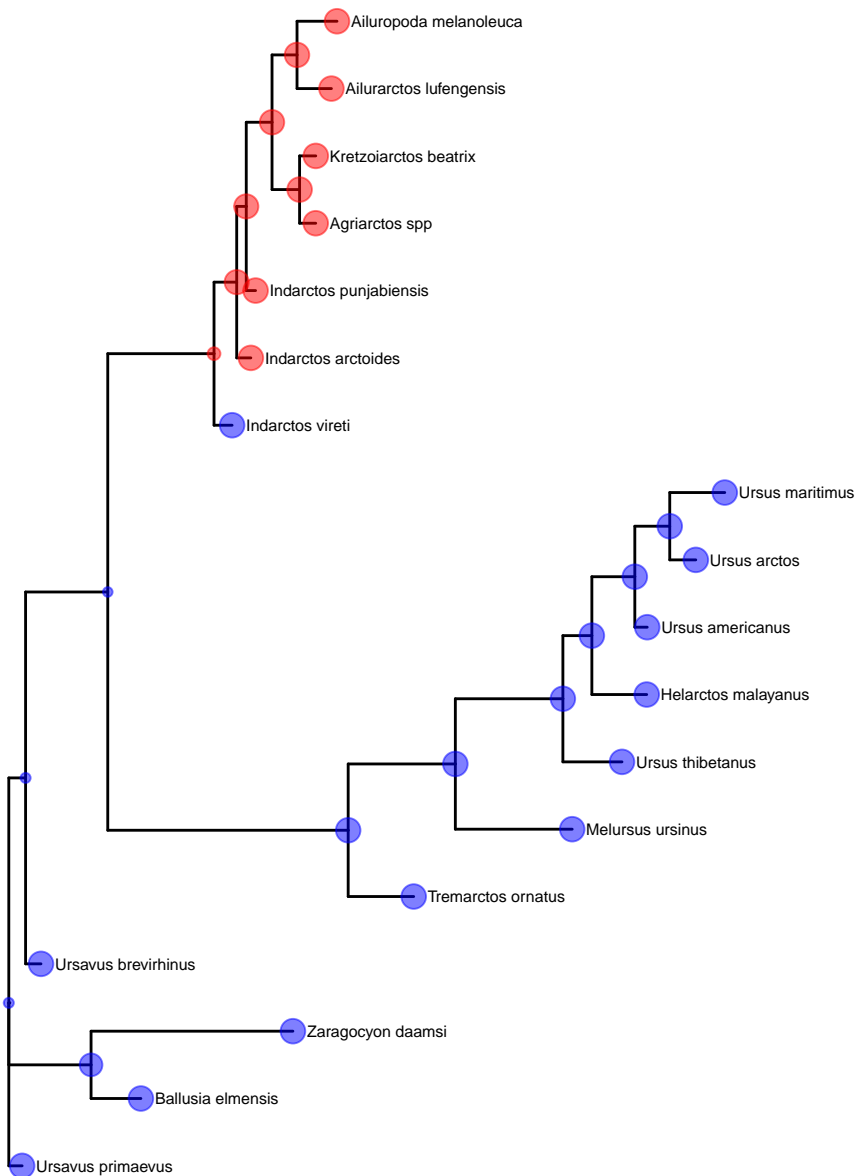 Ailuropoda melanoleuca
Ailurarctos lufengensis
Kretzoiarctos beatrix
Agriarctos spp
Indarctos punjabiensis
Indarctos arctoides
Indarctos vireti
Ursus maritimus
Ursus arctos
Ursus americanus
Helarctos malayanus
Ursus thibetanus
Melursus ursinus
Tremarctos ornatus
Ursavus brevirhinus
Zaragocyon daamsi
Ballusia elmensis
Ursavus primaevus